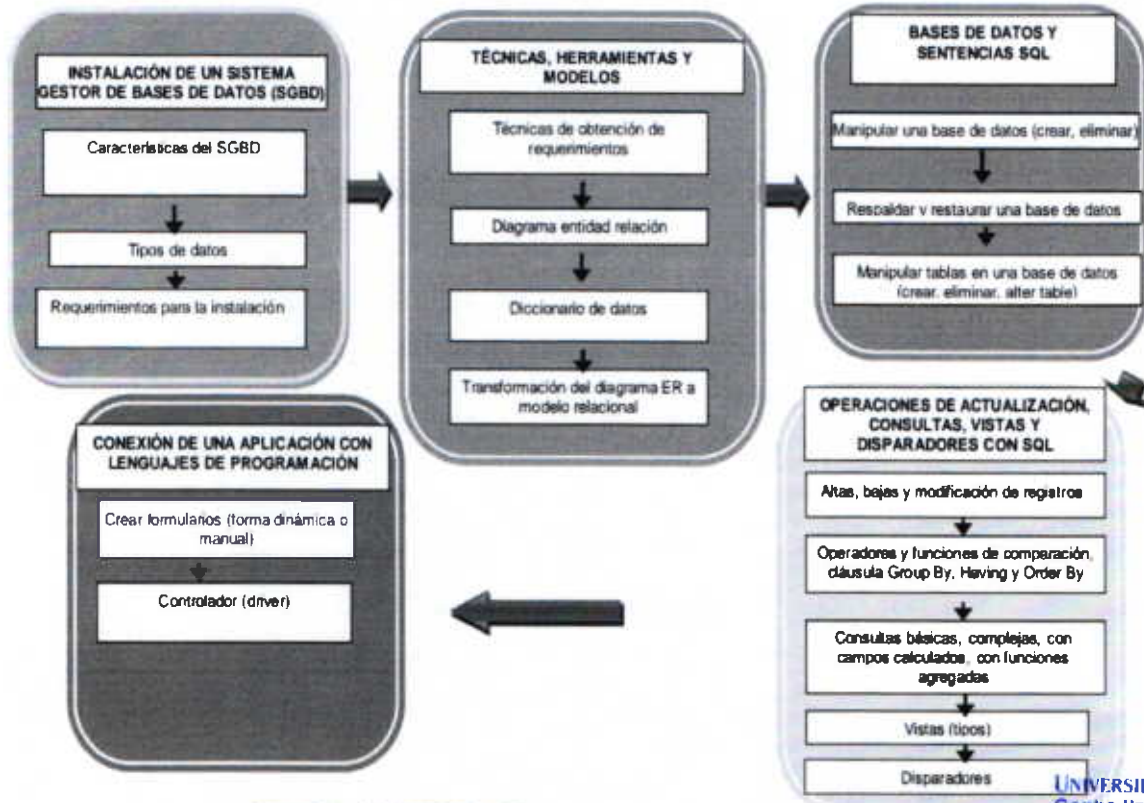 INSTALACIÓN DE UN SISTEMA
GESTOR DE BASES DE DATOS (SGBD)
Características del SGBD
Tipos de datos
Requerimientos para la instalación
TÉCNICAS, HERRAMIENTAS Y
MODELOS
Técnicas de obtención de
requerimientos
Diagrama entidad relación
Diccionario de datos
Transformación del diagrama ER a
modelo relacional
BASES DE DATOS Y
SENTENCIAS SQL
Manipular una base de datos (crear, eliminar)
Respaldar y restaurar una base de datos
Manipular tablas en una base de datos
(crear, eliminar, alter table)
OPERACIONES DE ACTUALIZACIÓN,
CONSULTAS, VISTAS Y
DISPARADORES CON SQL
Altas, bajas y modificación de registros
Operadores y funciones de comparación,
cláusula Group By, Having y Order By
Consultas básicas, complejas, con
campos calculados, con funciones
agregadas
Vistas (tipos)
Disparadores
CONEXIÓN DE UNA APLICACIÓN CON
LENGUAJES DE PROGRAMACIÓN
Crear formularios (forma dinámica o
manual)
Controlador (driver)